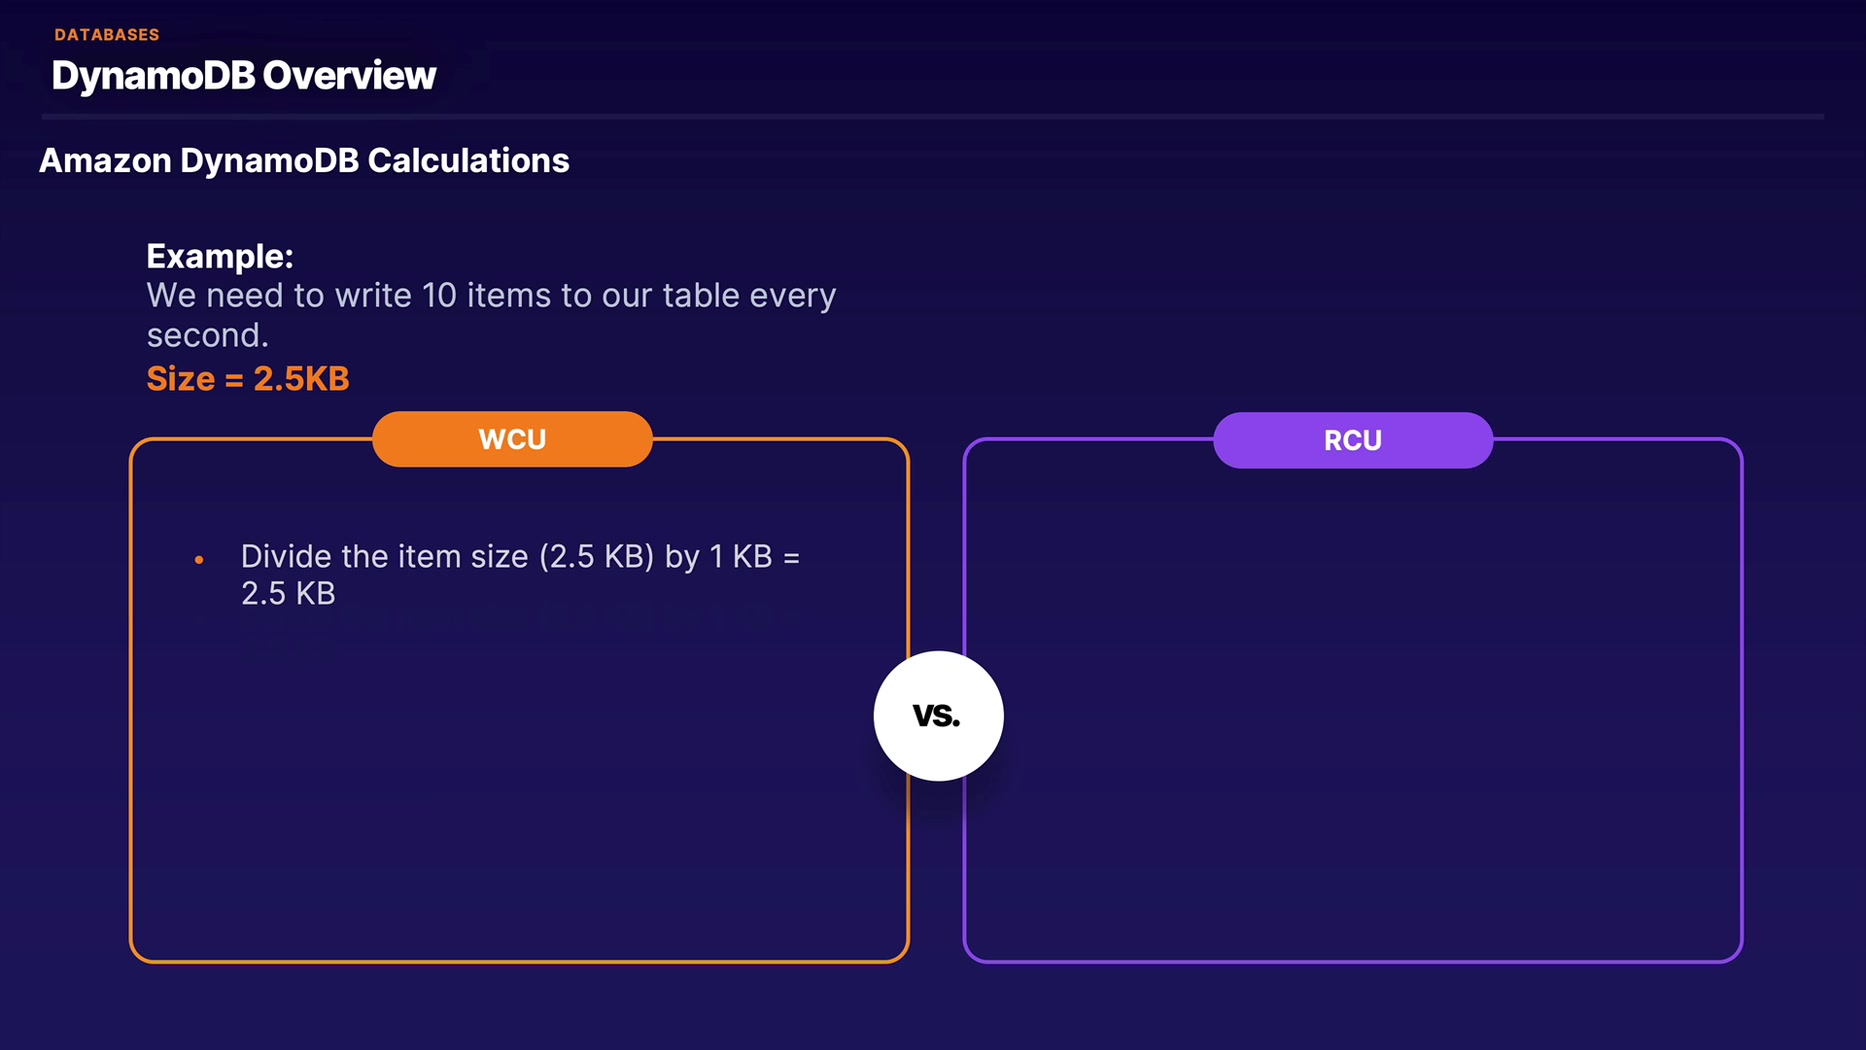 DATABASES
DynamoDB Overview
Amazon DynamoDB Calculations
Example:
We need to write 10 items to our table every
second.
Size = 2.5KB
WCU
• Divide the item size (2.5 KB) by 1 KB =
2.5 KB
VS.
RCU